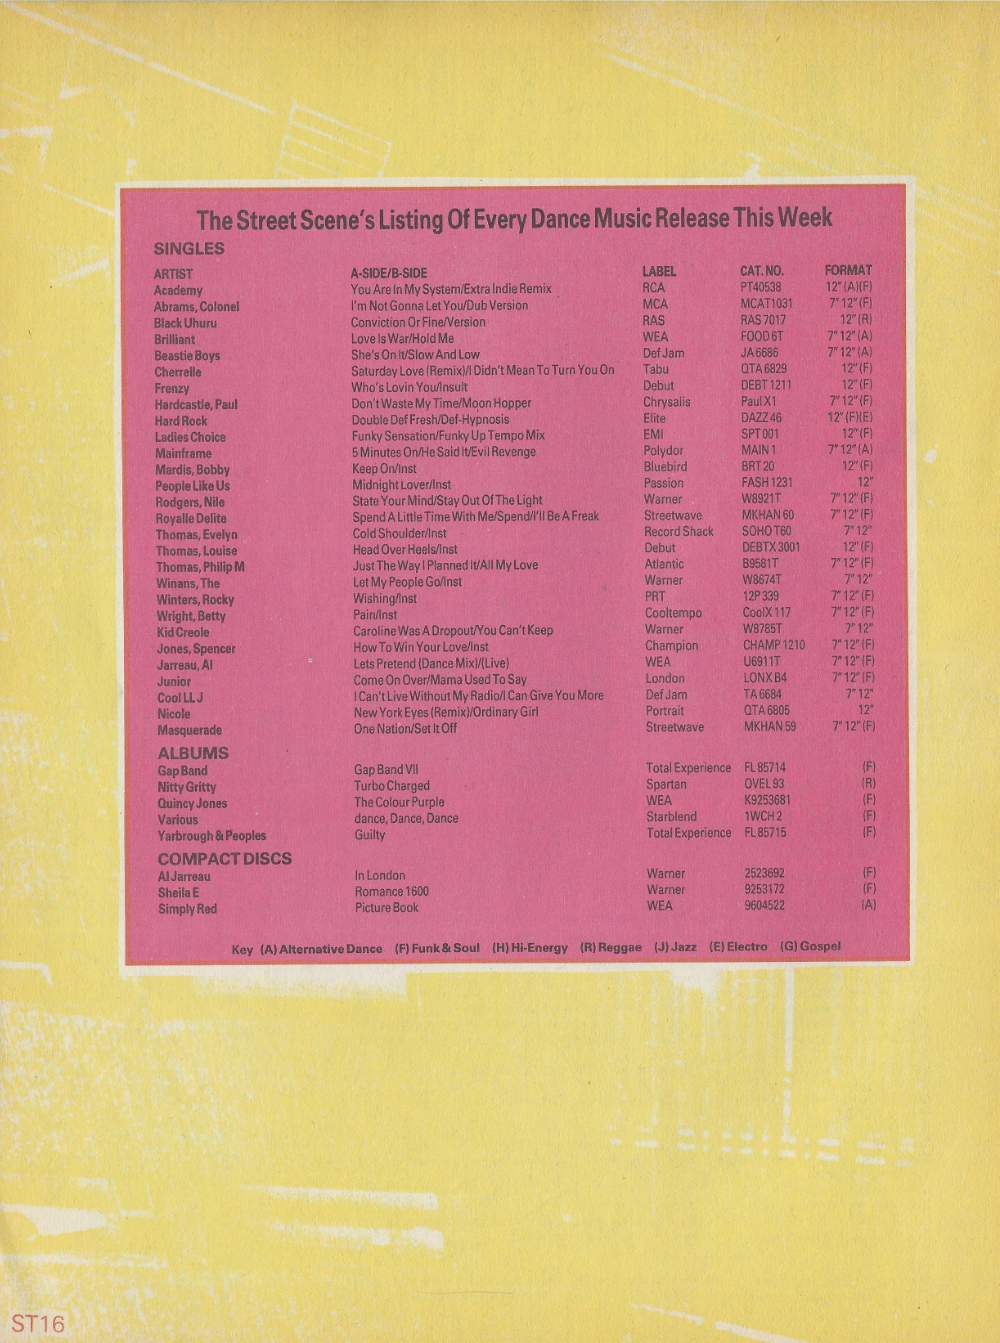 The Street Scene's Listing Of Every Dance Music Release This Week
SINGLES
ARTIST A-SIDE/B-SIDE LABEL CAT. NO. FORMAT
Academy You Are In My System/Extra Indie Remix RCA PT40538 12" (A)(F)
Abrams, Colonel I'm Not Gonna Let You/Dub Version MCA MCAT1031 7" 12" (F)
Black Uhuru Conviction Or Fine/Version RAS RAS 7017 12" (R)
Brilliant Love Is War/Hold Me WEA FOOD 6T 7" 12" (A)
Beastie Boys She's On It/Slow And Low Def Jam JA 6686 7" 12" (A)
Cherrelle Saturday Love (Remix)/I Didn't Mean To Turn You On Tabu QTA 6829 12" (F)
Frenzy Who's Lovin You/Insult Debut DEBT 1211 12" (F)
Hardcastle, Paul Don't Waste My Time/Moon Hopper Chrysalis Paul X1 7" 12" (F)
Hard Rock Double Def Fresh/Def-Hypnosis Elite DAZZ 46 12" (F)(E)
Ladies Choice Funky Sensation/Funky Up Tempo Mix EMI SPT 001 12" (F)
Mainframe 5 Minutes On/He Said It/Evil Revenge Polydor MAIN 1 7" 12" (A)
Mardis, Bobby Keep On/Inst Bluebird BRT 20 12" (F)
People Like Us Midnight Lover/Inst Passion FASH 1231 12"
Rodgers, Nile State Your Mind/Stay Out Of The Light Warner W8921T 7" 12" (F)
Royalle Delite Spend A Little Time With Me/Spend/I'll Be A Freak Streetwave MKHAN 60 7" 12" (F)
Thomas, Evelyn Cold Shoulder/Inst Record Shack SOHO T60 7" 12"
Thomas, Louise Head Over Heels/Inst Debut DEBTX 3001 12" (F)
Thomas, Philip M Just The Way I Planned It/All My Love Atlantic B9581T 7" 12" (F)
Winans, The Let My People Go/Inst Warner W8674T 7" 12"
Winters, Rocky Wishing/Inst PRT 12P 339 7" 12" (F)
Wright, Betty Pain/Inst Cooltempo CoolX 117 7" 12" (F)
Kid Creole Caroline Was A Dropout/You Can't Keep Warner W8785T 7" 12"
Jones, Spencer How To Win Your Love/Inst Champion CHAMP 1210 7" 12" (F)
Jarreau, Al Lets Pretend (Dance Mix)/(Live) WEA U6911T 7" 12" (F)
Junior Come On Over/Mama Used To Say London LONX B4 7" 12" (F)
Cool LL J I Can't Live Without My Radio/I Can Give You More Def Jam TA 6684 7" 12"
Nicole New York Eyes (Remix)/Ordinary Girl Portrait QTA 6805 12"
Masquerade One Nation/Set It Off Streetwave MKHAN 59 7" 12" (F)
ALBUMS
Gap Band Gap Band VII Total Experience FL 85714 (F)
Nitty Gritty Turbo Charged Spartan OVEL 93 (R)
Quincy Jones The Colour Purple WEA K9253681 (F)
Various dance, Dance, Dance Starblend 1WCH 2 (F)
Yarbrough & Peoples Guilty Total Experience FL 85715 (F)
COMPACT DISCS
Al Jarreau In London Warner 2523692 (F)
Sheila E Romance 1600 Warner 9253172 (F)
Simply Red Picture Book WEA 9604522 (A)
Key (A) Alternative Dance (F) Funk & Soul (H) Hi-Energy (R) Reggae (J) Jazz (E) Electro (G) Gospel
ST16